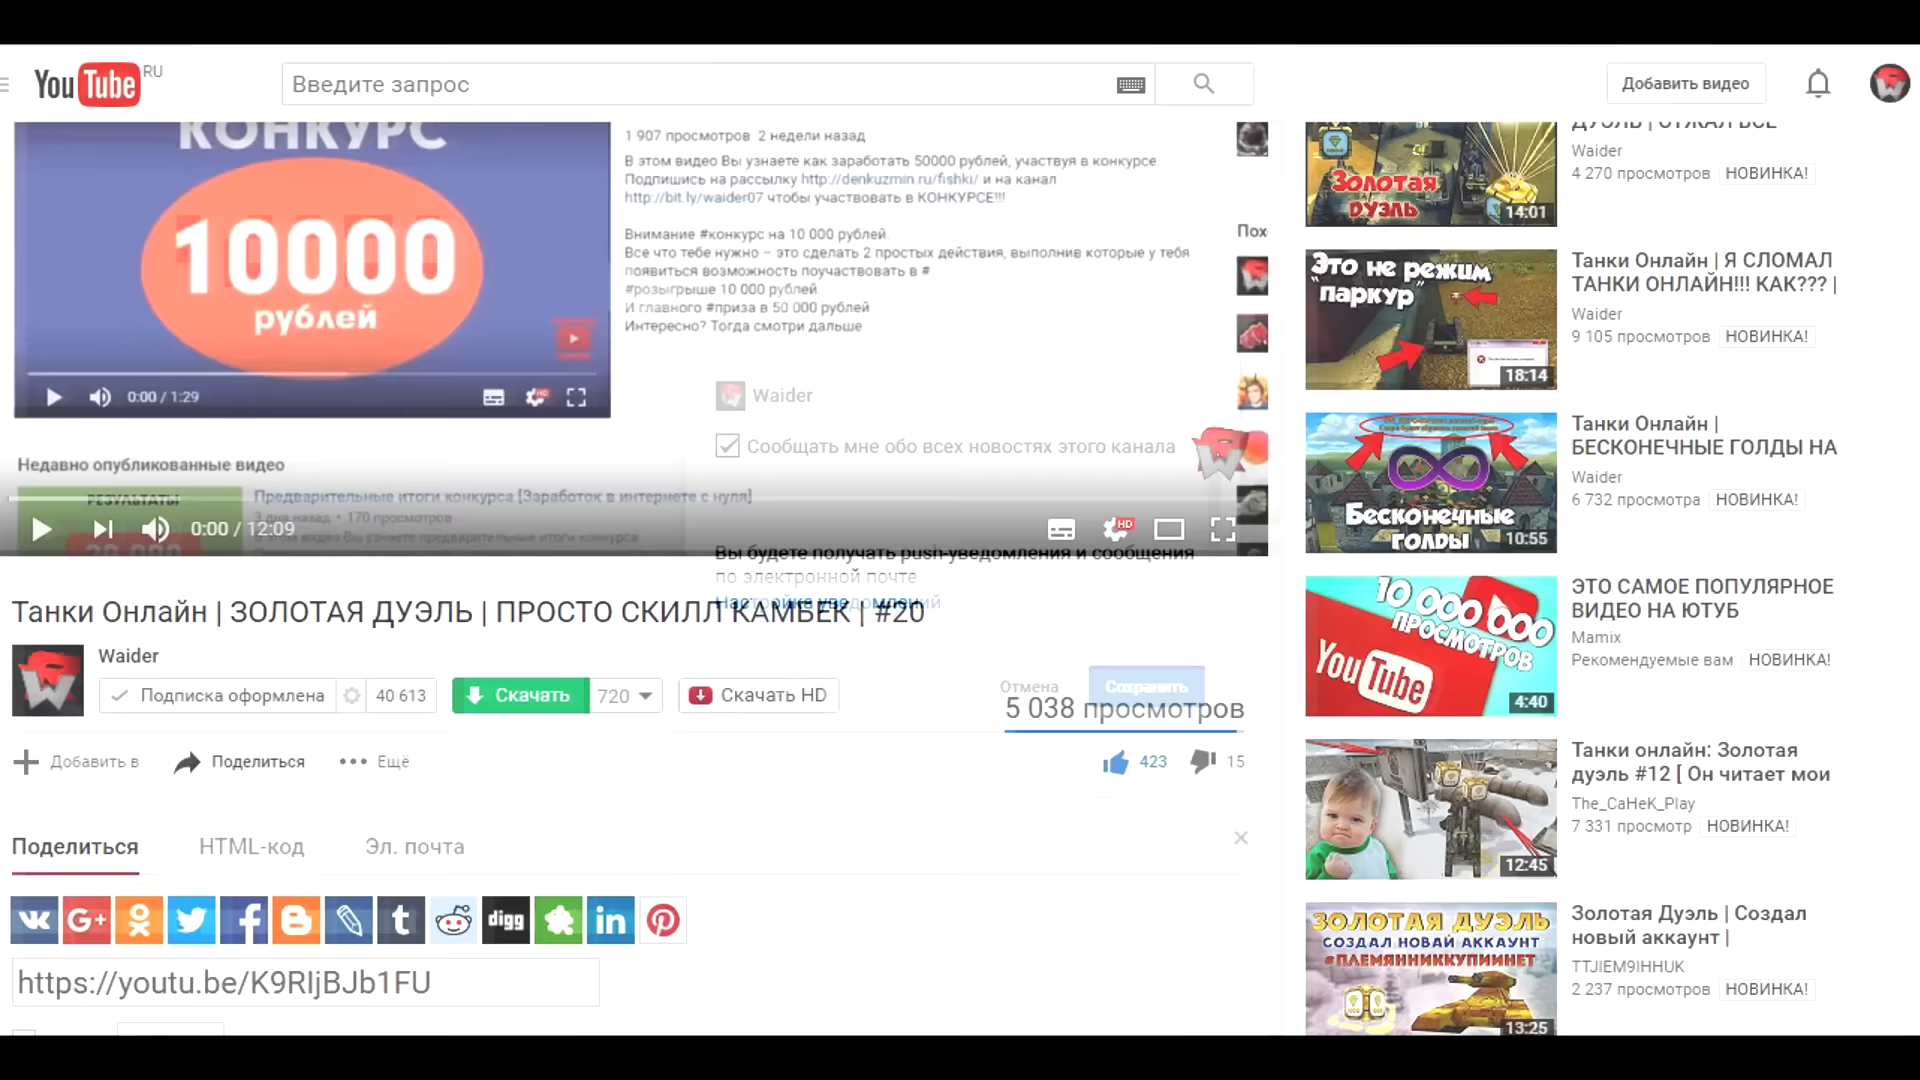 YouTube RU
Введите запрос
Добавить видео
КОНКУРС
10000
рублей
0:00 / 1:29
1 907 просмотров 2 недели назад
В этом видео Вы узнаете как заработать 50000 рублей, участвуя в конкурсе.
Подпишись на рассылку http://denkuzmin.ru/fishki/ и на канал
http://bit.ly/waider07 чтобы участвовать в КОНКУРСЕ!!!
Внимание #конкурс на 10 000 рублей
Все что тебе нужно – это сделать 2 простых действия, выполнив которые у тебя
появиться возможность поучаствовать в #
#розыгрыше 10 000 рублей.
И главного #приза в 50 000 рублей
Интересно? Тогда смотри дальше
Пох
Waider
Сообщать мне обо всех новостях этого канала
Недавно опубликованные видео
РЕЗУЛЬТАТЫ
Предварительные итоги конкурса [Заработок в интернете с нуля]
3 дня назад • 170 просмотров
В этом видео Вы узнаете предварительные итоги конкурса
0:00 / 12:09
HD
Вы будете получать push-уведомления и сообщения
по электронной почте
Настройка уведомлений
Танки Онлайн | ЗОЛОТАЯ ДУЭЛЬ | ПРОСТО СКИЛЛ КАМБЕК | #20
Waider
Подписка оформлена 40 613
Скачать 720
Скачать HD
Отмена
Сохранить
5 038 просмотров
Добавить в
Поделиться
Ещё
423
15
Поделиться
HTML-код
Эл. почта
https://youtu.be/K9RIjBJb1FU
Золотая
дуэль
14:01
ДУЭЛЬ | ОТЖАЛ ВСЕ
Waider
4 270 просмотров НОВИНКА!
Это не режим
"паркур"
18:14
Танки Онлайн | Я СЛОМАЛ
ТАНКИ ОНЛАЙН!!! КАК??? |
Waider
9 105 просмотров НОВИНКА!
Бесконечные
голды
10:55
Танки Онлайн |
БЕСКОНЕЧНЫЕ ГОЛДЫ НА
Waider
6 732 просмотра НОВИНКА!
10 000 000
просмотров
YouTube
4:40
ЭТО САМОЕ ПОПУЛЯРНОЕ
ВИДЕО НА ЮТУБ
Mamix
Рекомендуемые вам НОВИНКА!
12:45
Танки онлайн: Золотая
дуэль #12 [ Он читает мои
The_CaHeK_Play
7 331 просмотр НОВИНКА!
ЗОЛОТАЯ ДУЭЛЬ
СОЗДАЛ НОВАЙ АККАУНТ
#ПЛЕМЯННИККУПИИНЕТ
13:25
Золотая Дуэль | Создал
новый аккаунт |
TTJIEM9IHHUK
2 237 просмотров НОВИНКА!